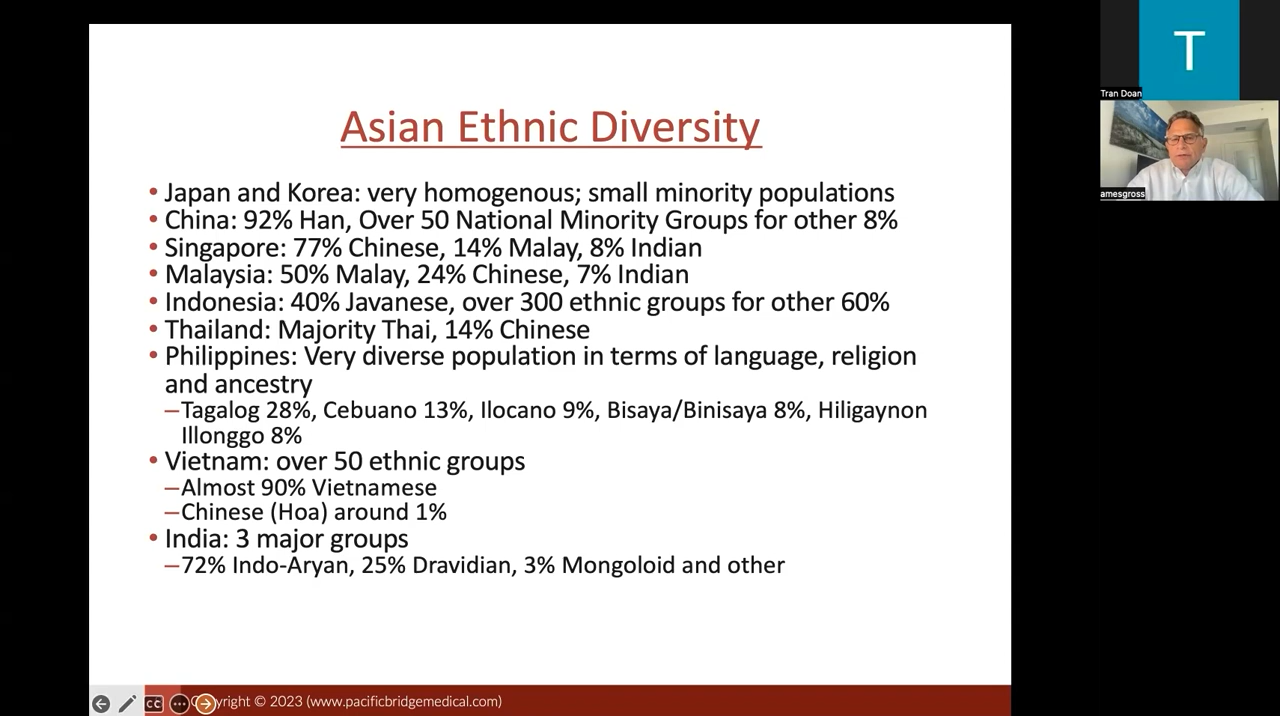 Asian Ethnic Diversity
• Japan and Korea: very homogenous; small minority populations
• China: 92% Han, Over 50 National Minority Groups for other 8%
• Singapore: 77% Chinese, 14% Malay, 8% Indian
• Malaysia: 50% Malay, 24% Chinese, 7% Indian
• Indonesia: 40% Javanese, over 300 ethnic groups for other 60%
• Thailand: Majority Thai, 14% Chinese
• Philippines: Very diverse population in terms of language, religion
and ancestry
–Tagalog 28%, Cebuano 13%, Ilocano 9%, Bisaya/Binisaya 8%, Hiligaynon
Illonggo 8%
• Vietnam: over 50 ethnic groups
–Almost 90% Vietnamese
–Chinese (Hoa) around 1%
• India: 3 major groups
–72% Indo-Aryan, 25% Dravidian, 3% Mongoloid and other
CC
yright © 2023 (www.pacificbridgemedical.com)
T
Tran Doan
amesgross